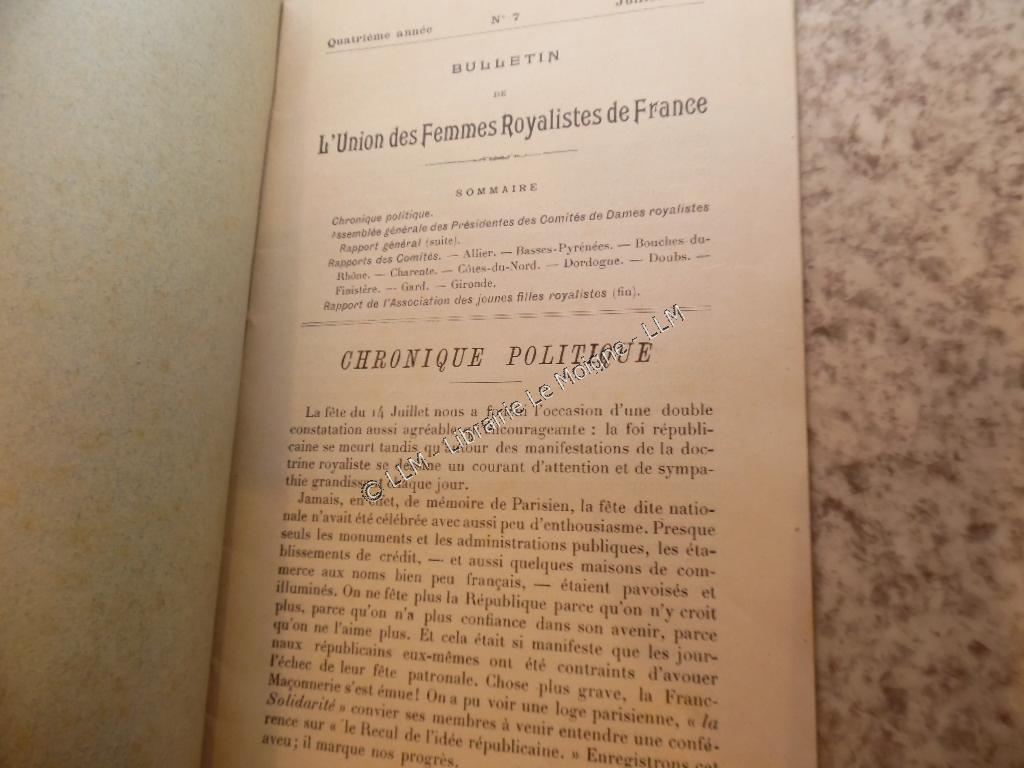 Quatrième année N° 7
BULLETIN
DE
L'Union des Femmes Royalistes de France
SOMMAIRE
Chronique politique.
Assemblée générale des Présidentes des Comités de Dames royalistes
Rapport général (suite).
Rapports des Comités. — Allier. — Basses-Pyrénées. — Bouches du-
Rhône. — Charente. — Côtes-du-Nord. — Dordogne. — Doubs. —
Finistère. — Gard. — Gironde.
Rapport de l'Association des jeunes filles royalistes (fin).
CHRONIQUE POLITIQUE
La fête du 14 Juillet nous a fourni l'occasion d'une double
constatation aussi agréable qu'encourageante : la foi républi-
caine se meurt tandis qu'autour des manifestations de la doc-
trine royaliste se dessine un courant d'attention et de sympa-
thie grandissant chaque jour.
Jamais, en effet, de mémoire de Parisien, la fête dite natio-
nale n'avait été célébrée avec aussi peu d'enthousiasme. Presque
seuls les monuments et les administrations publiques, les éta-
blissements de crédit, — et aussi quelques maisons de com-
merce aux noms bien peu français, — étaient pavoisés et
illuminés. On ne fête plus la République parce qu'on n'y croit
plus, parce qu'on n'a plus confiance dans son avenir, parce
qu'on ne l'aime plus. Et cela était si manifeste que les jour-
naux républicains eux-mêmes ont été contraints d'avouer
l'échec de leur fête patronale. Chose plus grave, la Franc-
Maçonnerie s'est émue! On a pu voir une loge parisienne, « la
Solidarité » convier ses membres à venir entendre une confé-
rence sur « le Recul de l'idée républicaine. » Enregistrons cet
aveu; il marque nos progrès.
© LLM - Librairie Le Moigne - LLM